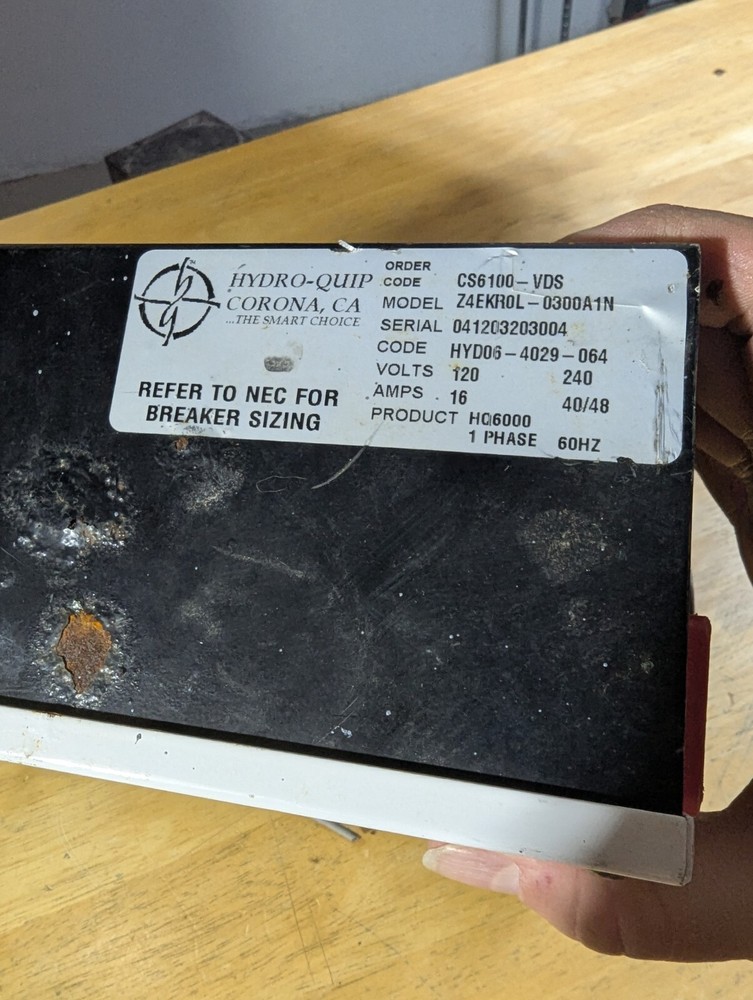 HYDRO-QUIP
CORONA, CA
...THE SMART CHOICE
REFER TO NEC FOR
BREAKER SIZING
ORDER
CODE CS6100-VDS
MODEL Z4EKR0L-0300A1N
SERIAL 041203203004
CODE HYD06-4029-064
VOLTS 120 240
AMPS 16 40/48
PRODUCT HQ6000
1 PHASE 60HZ